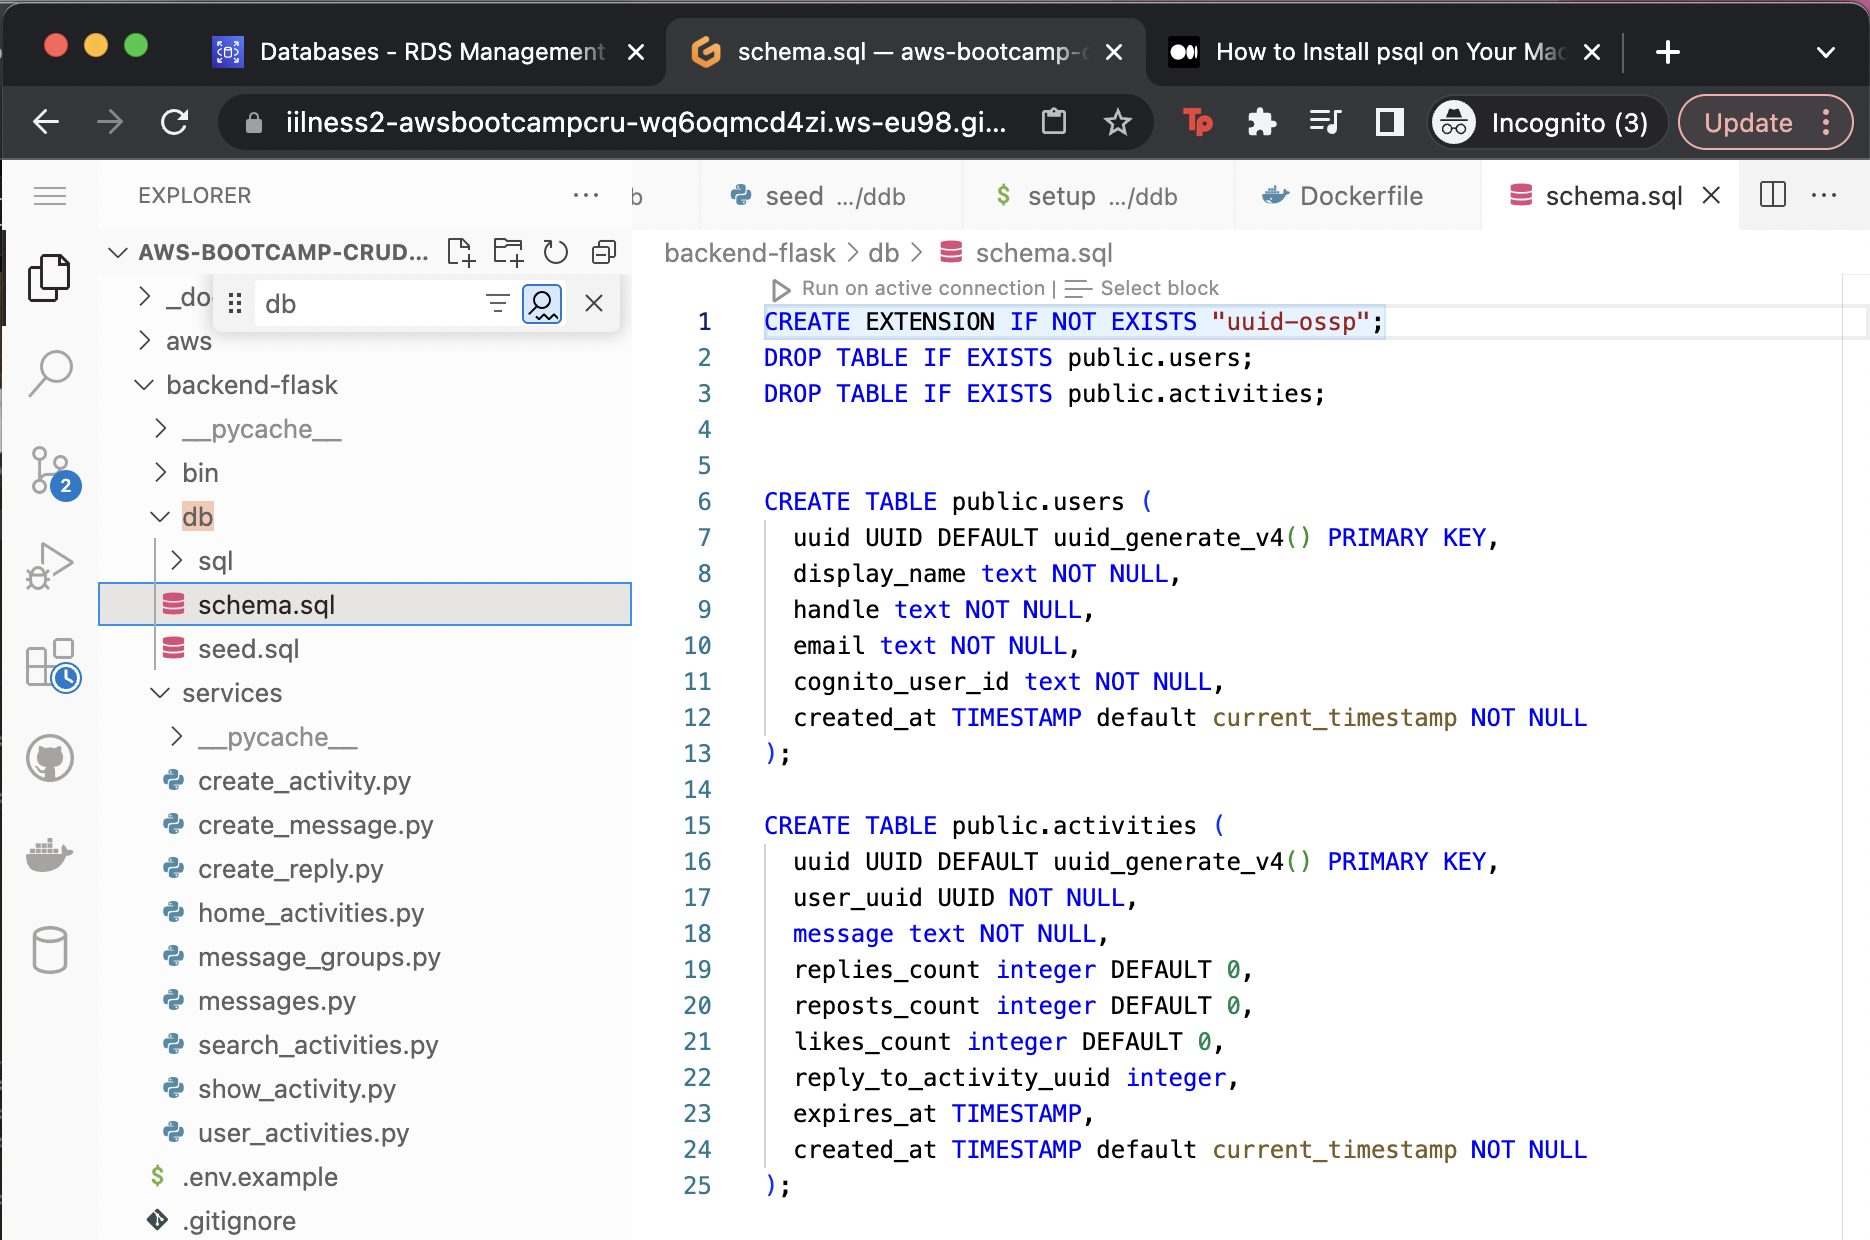 Databases - RDS Management
schema.sql — aws-bootcamp-c
How to Install psql on Your Mac
iilness2-awsbootcampcru-wq6oqmcd4zi.ws-eu98.gi...
Tp
Incognito (3)
Update
EXPLORER
b
seed .../ddb
$ setup .../ddb
Dockerfile
schema.sql
AWS-BOOTCAMP-CRUD...
backend-flask > db > schema.sql
_do
db
Run on active connection | Select block
aws
backend-flask
__pycache__
bin
db
sql
schema.sql
seed.sql
services
__pycache__
create_activity.py
create_message.py
create_reply.py
home_activities.py
message_groups.py
messages.py
search_activities.py
show_activity.py
user_activities.py
$ .env.example
.gitignore
2
1 CREATE EXTENSION IF NOT EXISTS "uuid-ossp";
2 DROP TABLE IF EXISTS public.users;
3 DROP TABLE IF EXISTS public.activities;
4
5
6 CREATE TABLE public.users (
7 uuid UUID DEFAULT uuid_generate_v4() PRIMARY KEY,
8 display_name text NOT NULL,
9 handle text NOT NULL,
10 email text NOT NULL,
11 cognito_user_id text NOT NULL,
12 created_at TIMESTAMP default current_timestamp NOT NULL
13 );
14
15 CREATE TABLE public.activities (
16 uuid UUID DEFAULT uuid_generate_v4() PRIMARY KEY,
17 user_uuid UUID NOT NULL,
18 message text NOT NULL,
19 replies_count integer DEFAULT 0,
20 reposts_count integer DEFAULT 0,
21 likes_count integer DEFAULT 0,
22 reply_to_activity_uuid integer,
23 expires_at TIMESTAMP,
24 created_at TIMESTAMP default current_timestamp NOT NULL
25 );